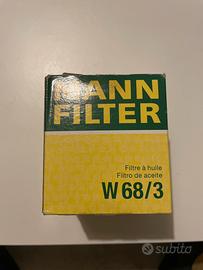 MANN
FILTER
Filtre à huile
Filtro de aceite
W 68/3
subito